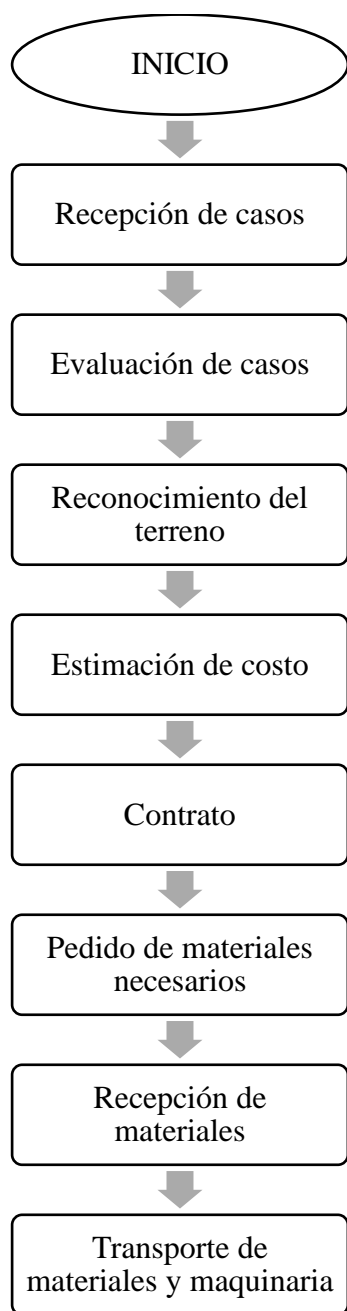 INICIO
Recepción de casos
Evaluación de casos
Reconocimiento del
terreno
Estimación de costo
Contrato
Pedido de materiales
necesarios
Recepción de
materiales
Transporte de
materiales y maquinaria